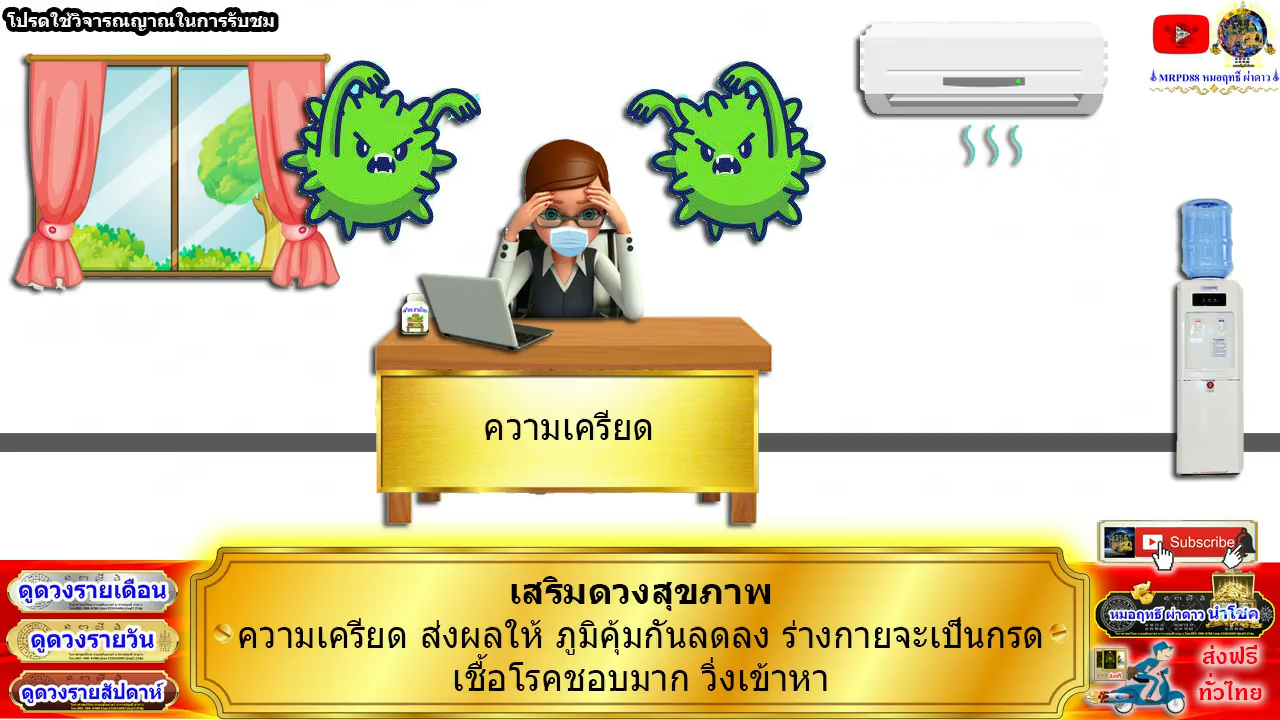 โปรดใช้วิจารณญาณในการรับชม
MRPD88 หมอฤทธิ์ ผ่าดาว
ความเครียด
Subscribe
เสริมดวงสุขภาพ
ความเครียด ส่งผลให้ ภูมิคุ้มกันลดลง ร่างกายจะเป็นกรด
เชื้อโรคชอบมาก วิ่งเข้าหา
ดูดวงรายเดือน
ดูดวงรายวัน
ดูดวงรายสัปดาห์
หมอฤทธิ์ ผ่าดาว นำโชค
ส่งฟรี
ทั่วไทย